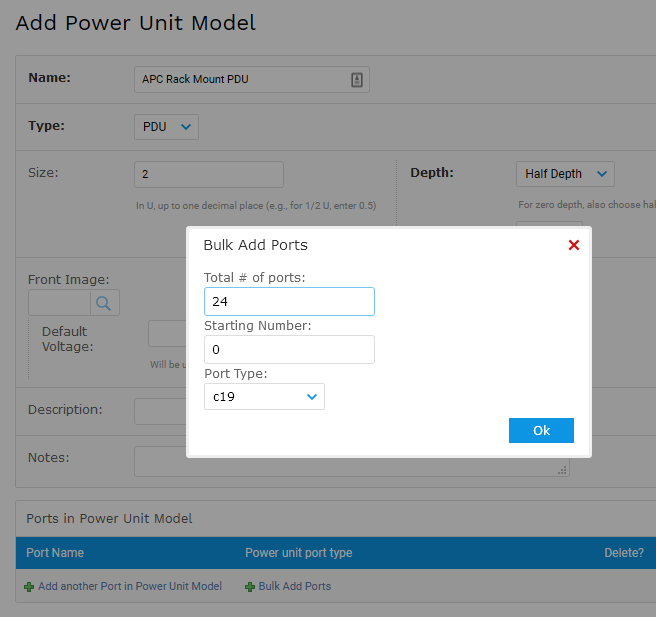 Add Power Unit Model
Name:
APC Rack Mount PDU
Type:
PDU
Size:
2
Depth:
Half Depth
In U, up to one decimal place (e.g., for 1/2 U, enter 0.5)
For zero depth, also choose hal
Bulk Add Ports
Total # of ports:
24
Starting Number:
0
Port Type:
c19
Ok
Front Image:
Default
Voltage:
Will be u
Description:
Notes:
Ports in Power Unit Model
Port Name
Power unit port type
Delete?
Add another Port in Power Unit Model
Bulk Add Ports